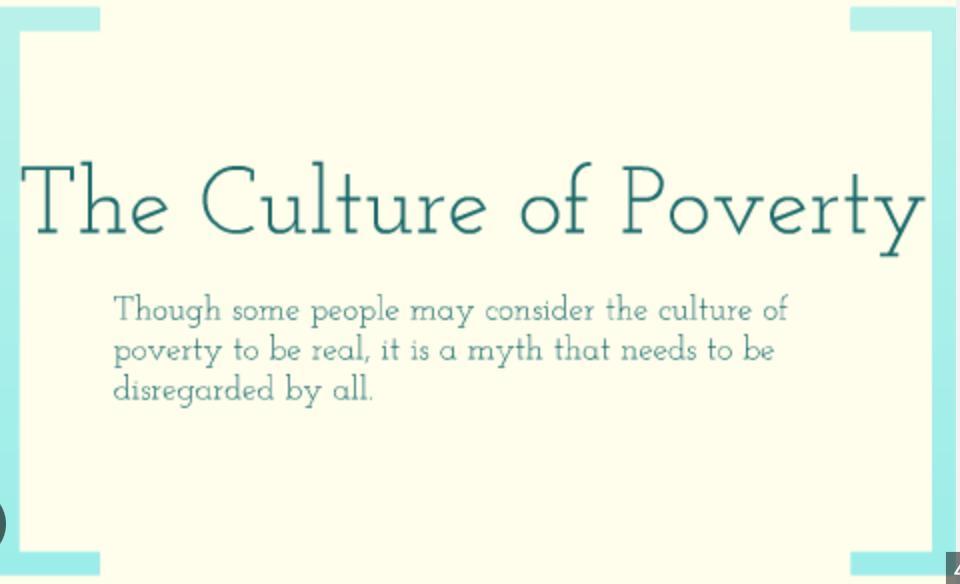 The Culture of Poverty
Though some people may consider the culture of
poverty to be real, it is a myth that needs to be
disregarded by all.